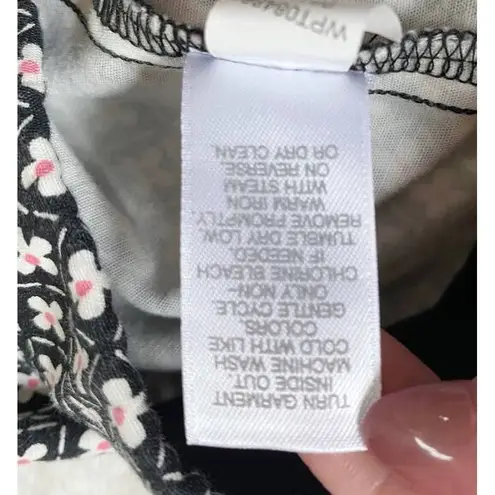 TURN GARMENT
INSIDE OUT
MACHINE WASH
COLD WITH LIKE
COLORS
GENTLE CYCLE.
ONLY NON-
CHLORINE BLEACH
IF NEEDED.
TUMBLE DRY LOW.
REMOVE PROMPTLY
WARM IRON
WITH STEAM
ON REVERSE.
OR DRY CLEAN.